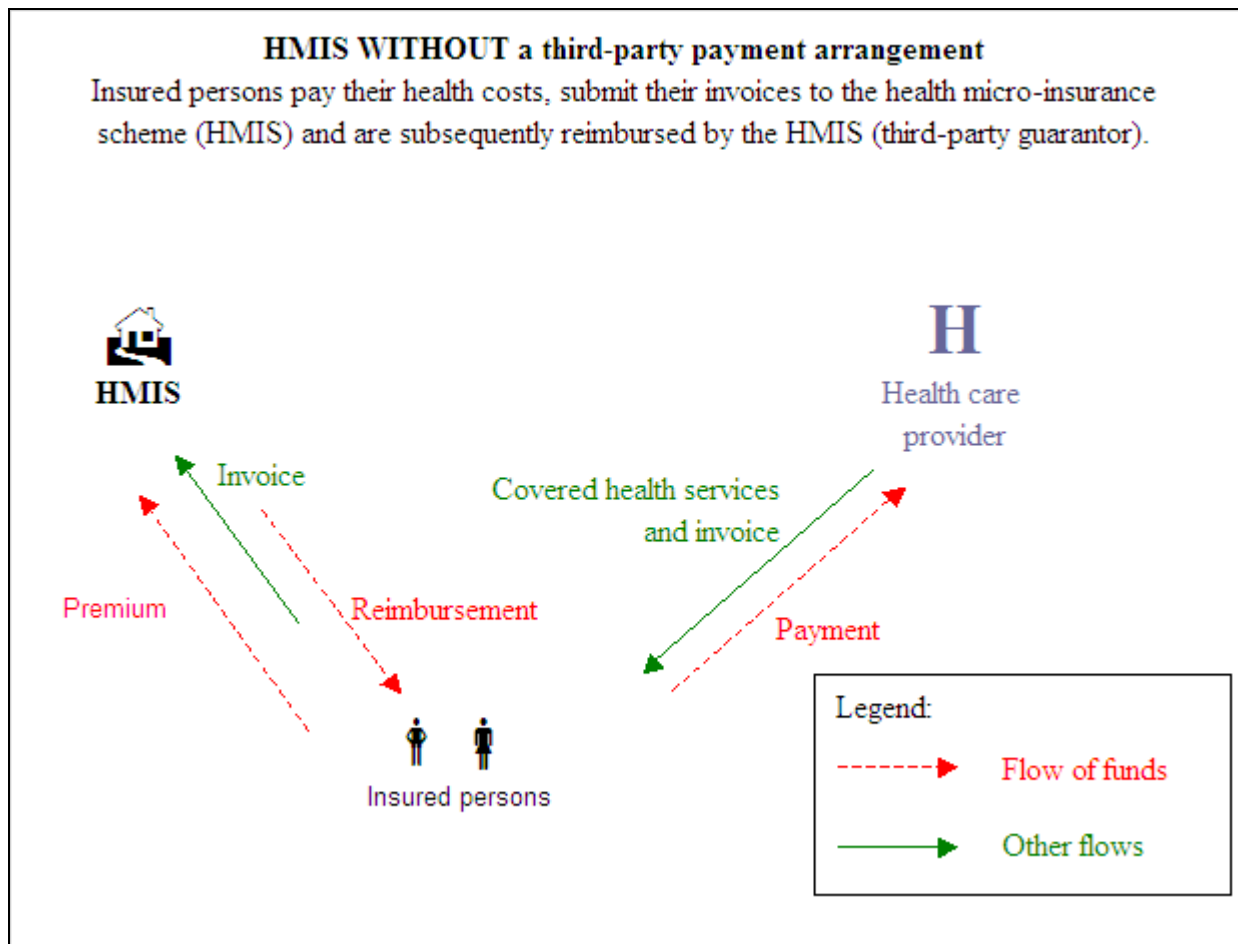 HMIS WITHOUT a third-party payment arrangement
Insured persons pay their health costs, submit their invoices to the health micro-insurance
scheme (HMIS) and are subsequently reimbursed by the HMIS (third-party guarantor).
H
HMIS
Health care
provider
Invoice
Covered health services
and invoice
Premium
Reimbursement
Payment
Insured persons
Legend:
Flow of funds
Other flows